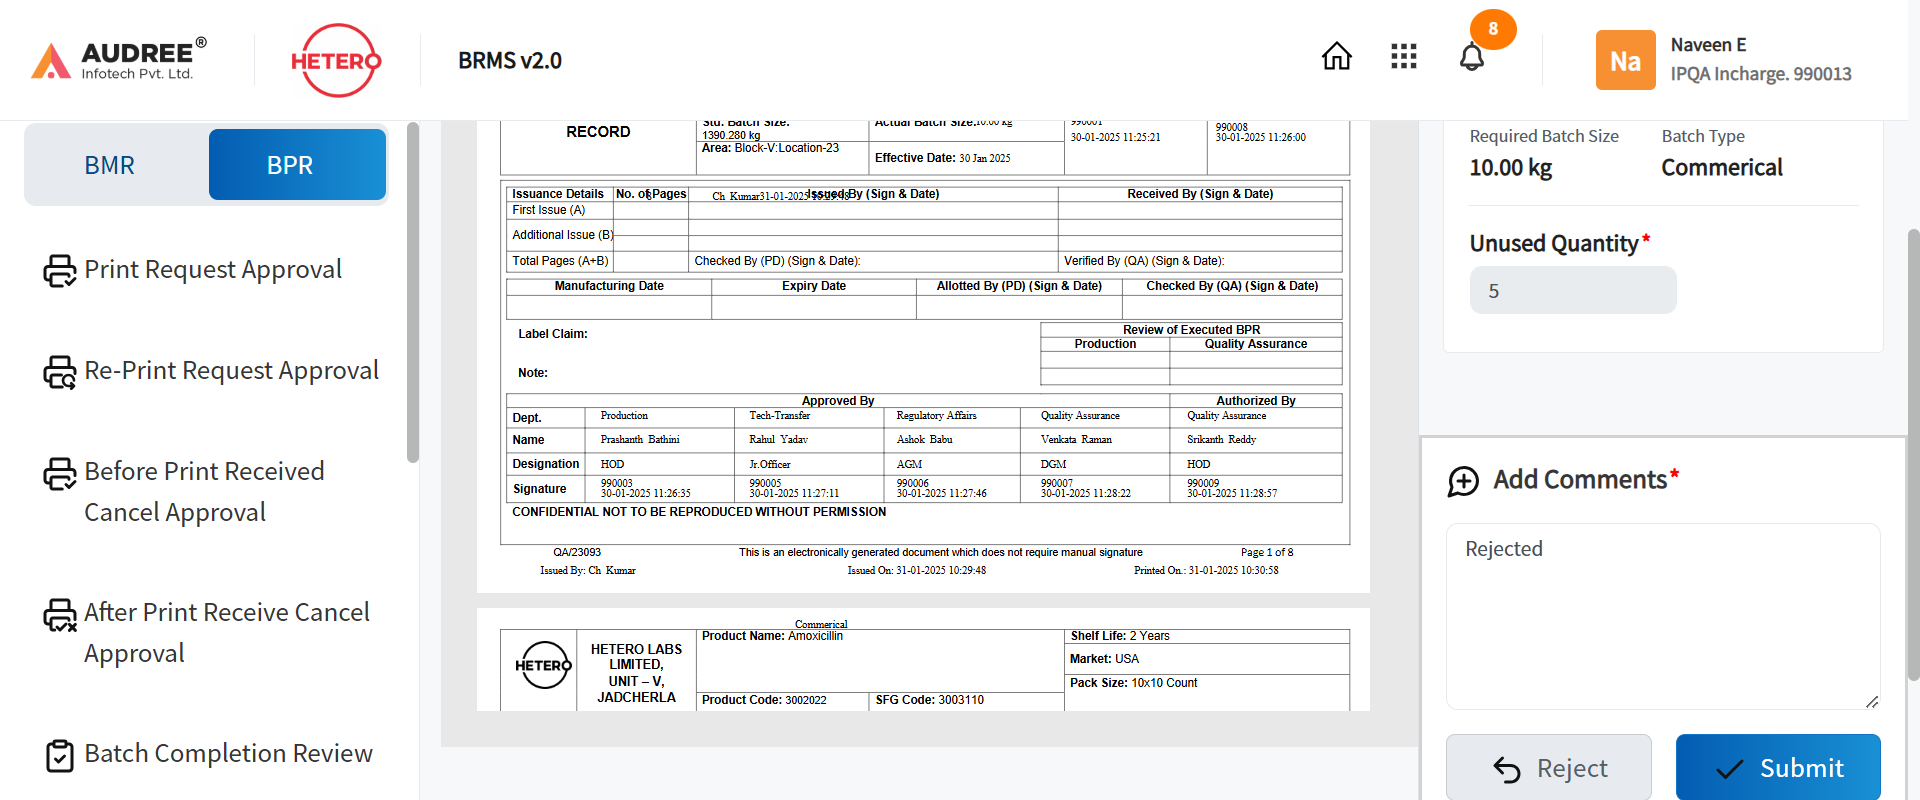 AUDREE®
Infotech Pvt. Ltd.
HETERO
BRMS v2.0
8
Na
Naveen E
IPQA Incharge. 990013
BMR
BPR
Print Request Approval
Re-Print Request Approval
Before Print Received
Cancel Approval
After Print Receive Cancel
Approval
Batch Completion Review
RECORD
Std. Batch Size:
1390.280 kg
Area: Block-V:Location-23
Actual Batch Size:10.00 kg
Effective Date: 30 Jan 2025
990001
30-01-2025 11:25:21
990008
30-01-2025 11:26:00
Issuance Details No. of Pages Issued By (Sign & Date) Received By (Sign & Date)
Ch Kumar31-01-2025 10:29:48
First Issue (A)
Additional Issue (B)
Total Pages (A+B) Checked By (PD) (Sign & Date): Verified By (QA) (Sign & Date):
Manufacturing Date Expiry Date Allotted By (PD) (Sign & Date) Checked By (QA) (Sign & Date)
Label Claim:
Note:
Review of Executed BPR
Production Quality Assurance
Approved By Authorized By
Dept. Production Tech-Transfer Regulatory Affairs Quality Assurance Quality Assurance
Name Prashanth Bathini Rahul Yadav Ashok Babu Venkata Raman Srikanth Reddy
Designation HOD Jr.Officer AGM DGM HOD
Signature 990003 990005 990006 990007 990009
30-01-2025 11:26:35 30-01-2025 11:27:11 30-01-2025 11:27:46 30-01-2025 11:28:22 30-01-2025 11:28:57
CONFIDENTIAL NOT TO BE REPRODUCED WITHOUT PERMISSION
QA/23093 This is an electronically generated document which does not require manual signature Page 1 of 8
Issued By: Ch Kumar Issued On: 31-01-2025 10:29:48 Printed On.: 31-01-2025 10:30:58
Commerical
HETERO
HETERO LABS
LIMITED,
UNIT – V,
JADCHERLA
Product Name: Amoxicillin
Product Code: 3002022 SFG Code: 3003110
Shelf Life: 2 Years
Market: USA
Pack Size: 10x10 Count
Required Batch Size Batch Type
10.00 kg Commerical
Unused Quantity*
5
Add Comments*
Rejected
Reject
Submit